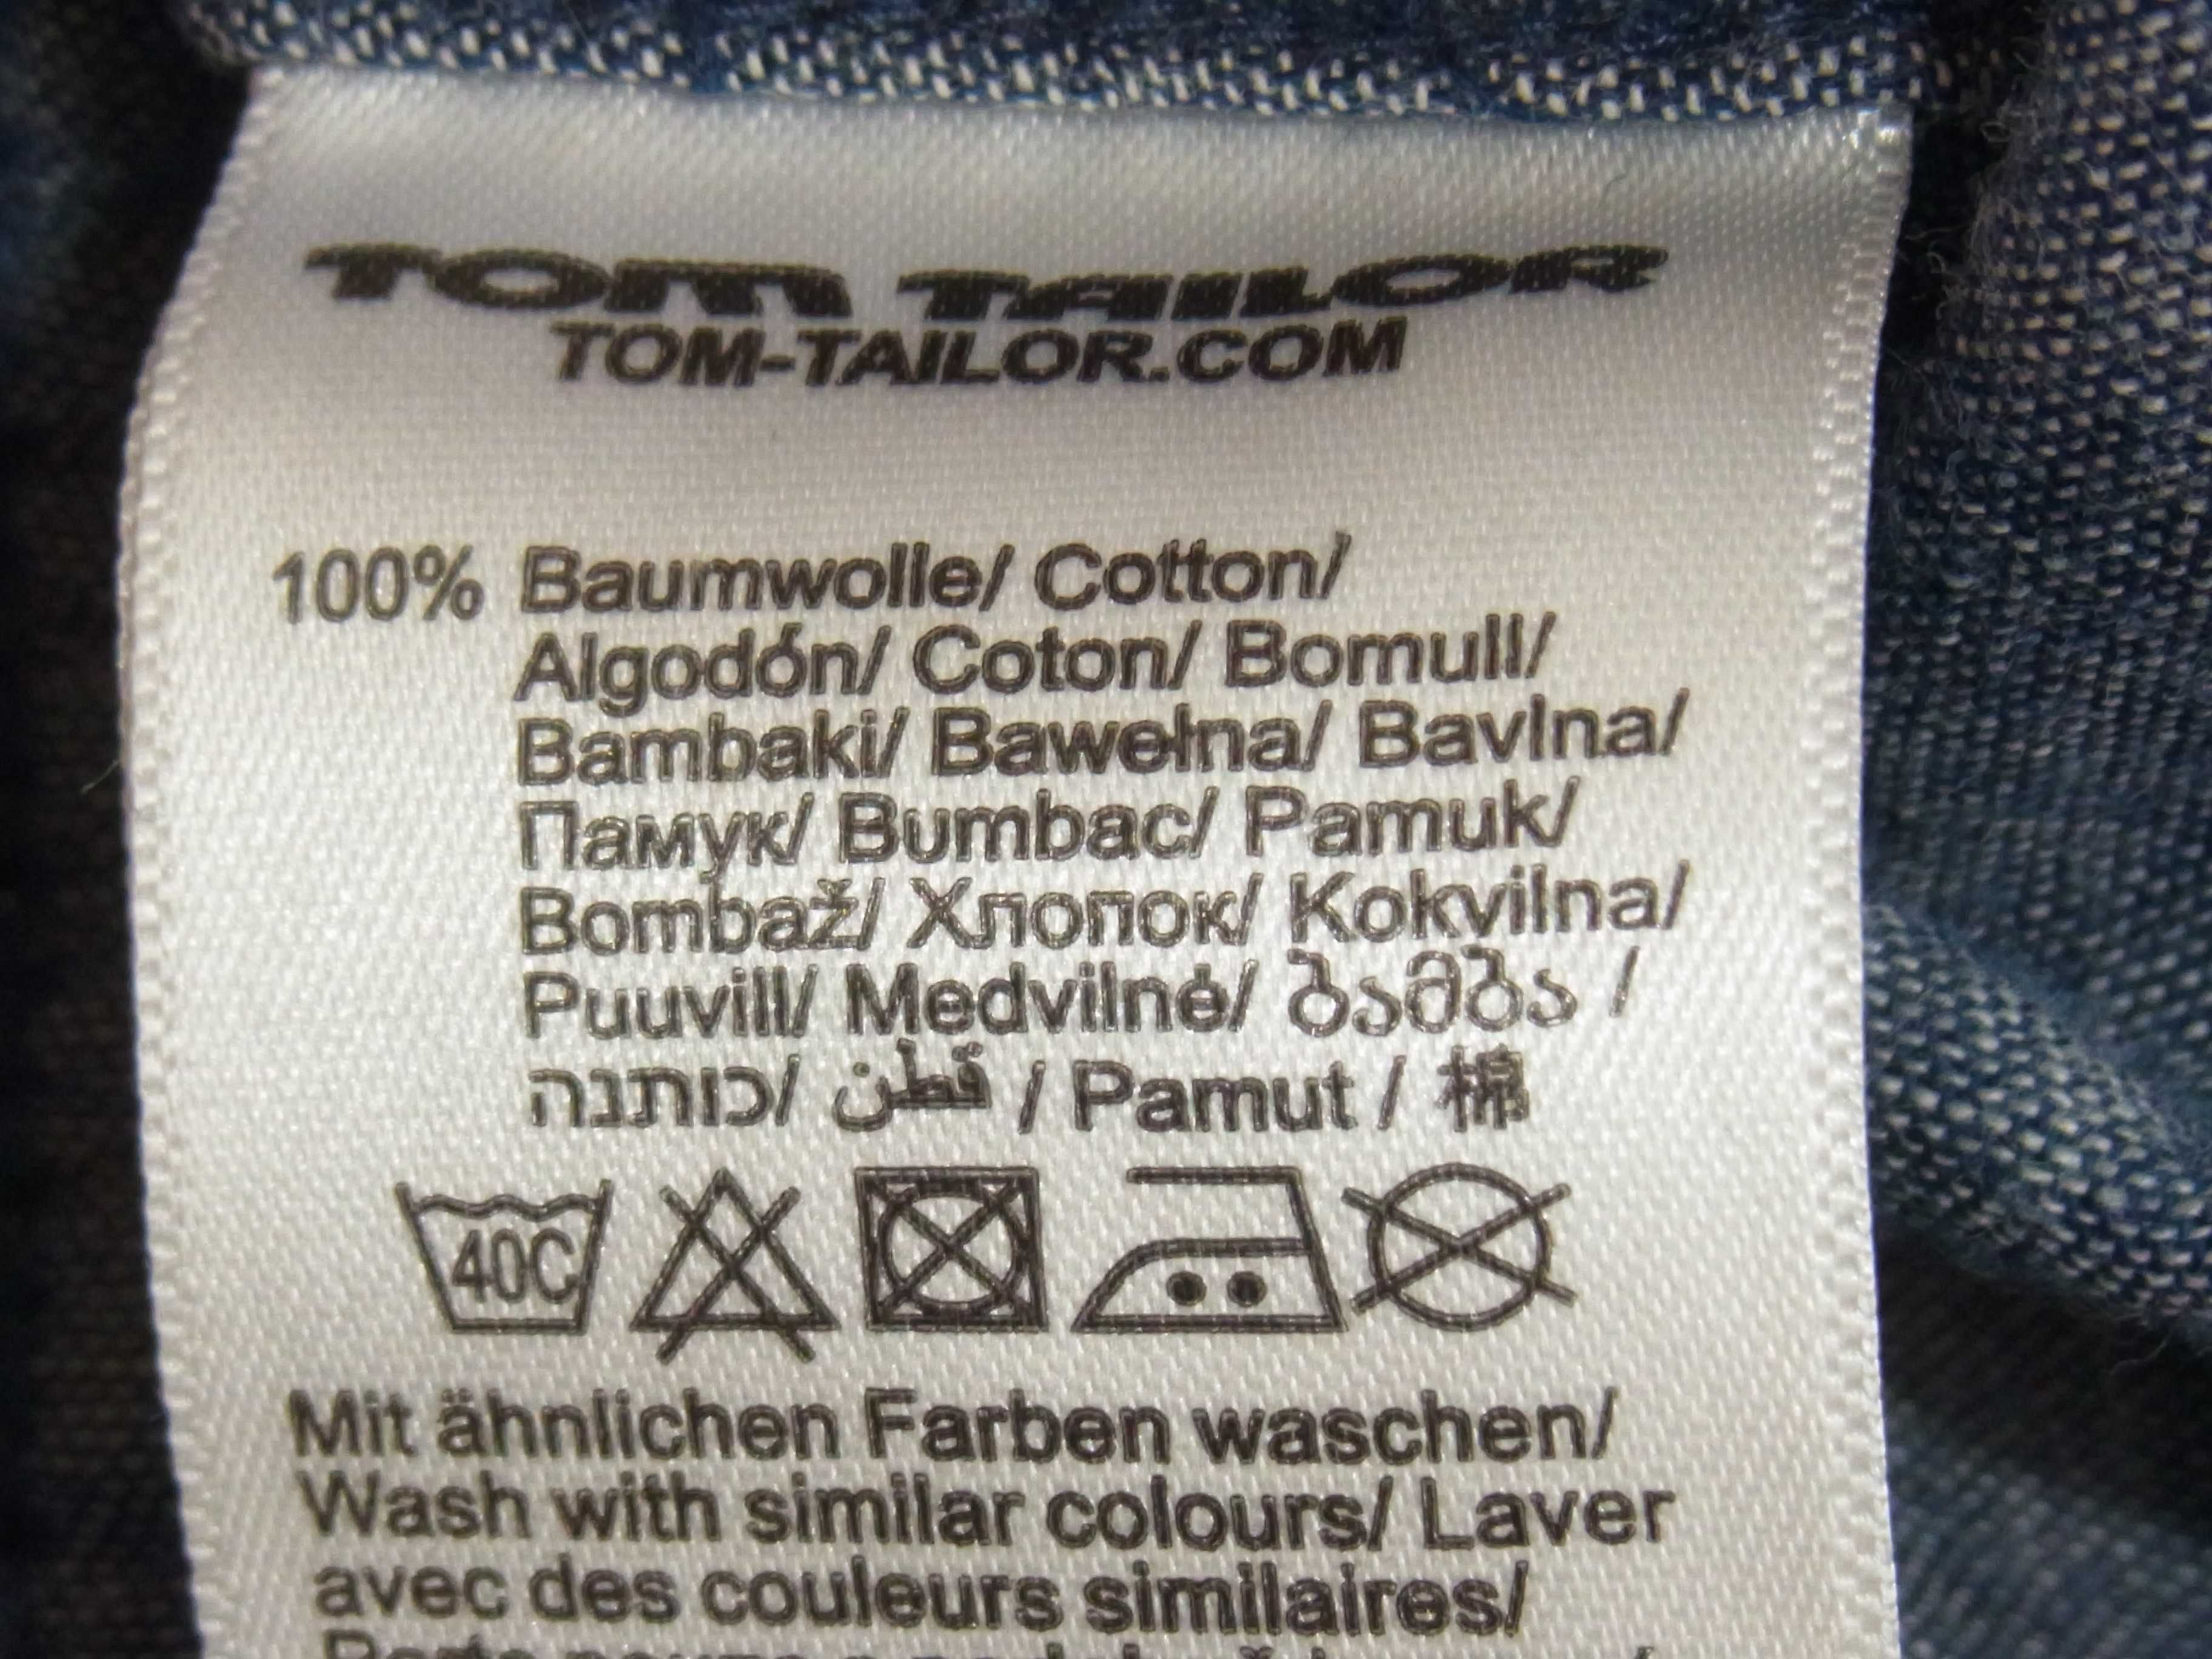 TOM TAILOR
TOM-TAILOR.COM
100% Baumwolle/ Cotton/
Algodón/ Coton/ Bomull/
Bambaki/ Bawełna/ Bavlna/
Памук/ Bumbac/ Pamuk/
Bombaž/ Хлопок/ Kokvilna/
Puuvill/ Medvilnė/ ბამბა /
כותנה/ قطن / Pamut / 棉
40C
Mit ähnlichen Farben waschen/
Wash with similar colours/ Laver
avec des couleurs similaires/